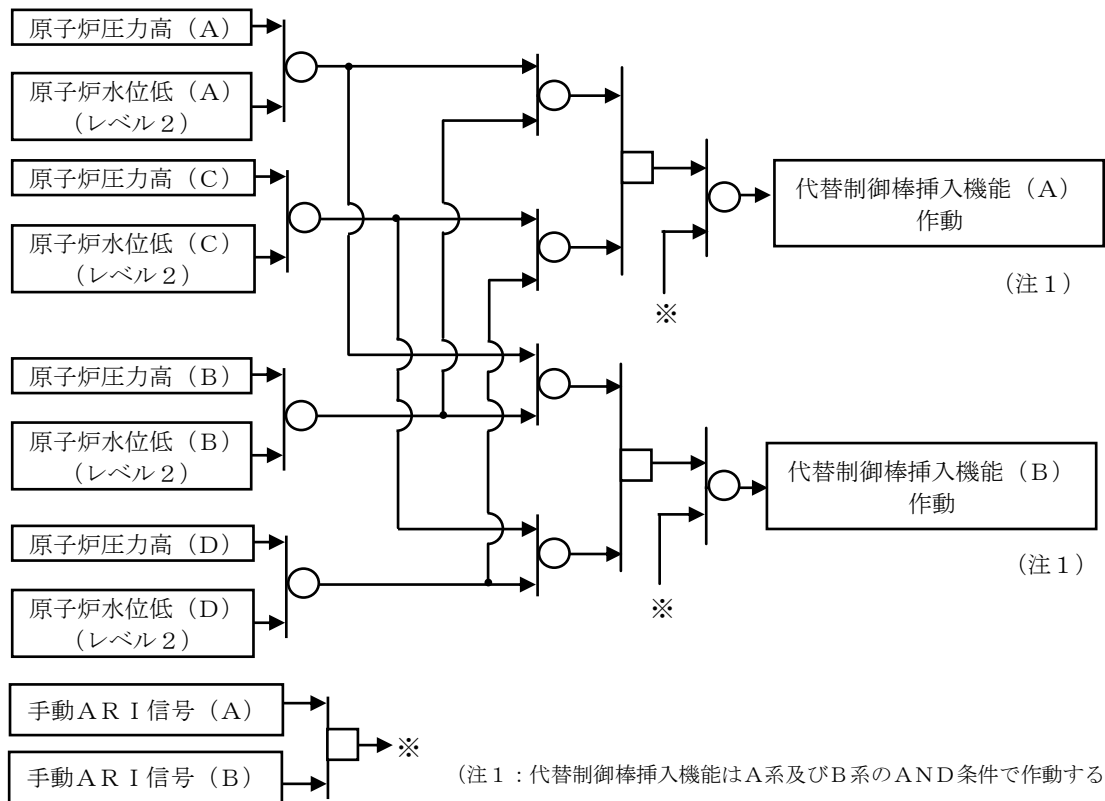 原子炉圧力高（A）
原子炉水位低（A）
（レベル２）
原子炉圧力高（C）
原子炉水位低（C）
（レベル２）
代替制御棒挿入機能（A）
作動
（注１）
※
原子炉圧力高（B）
原子炉水位低（B）
（レベル２）
代替制御棒挿入機能（B）
作動
（注１）
※
原子炉圧力高（D）
原子炉水位低（D）
（レベル２）
手動ＡＲＩ信号（A）
手動ＡＲＩ信号（B）
※
（注１：代替制御棒挿入機能はA系及びB系のＡＮＤ条件で作動する